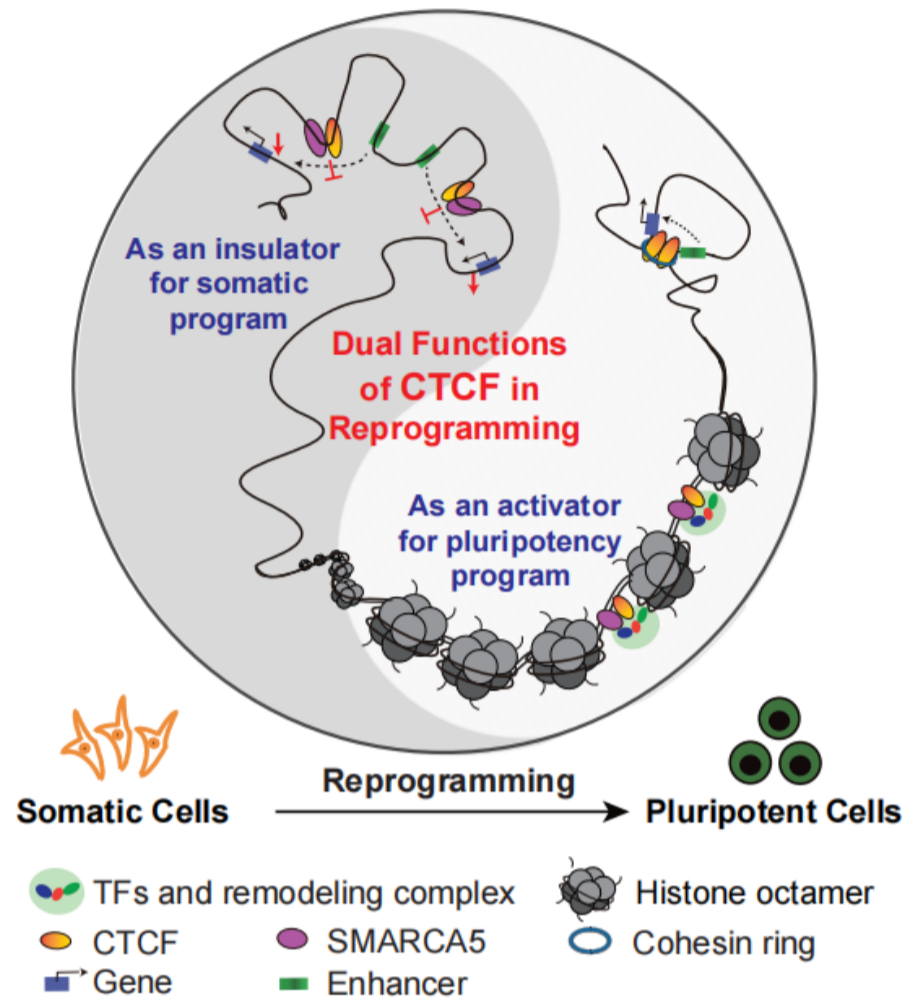 As an insulator
for somatic
program
Dual Functions
of CTCF in
Reprogramming
As an activator
for pluripotency
program
Reprogramming
Somatic Cells
Pluripotent Cells
TFs and remodeling complex
Histone octamer
CTCF
SMARCA5
Cohesin ring
Gene
Enhancer